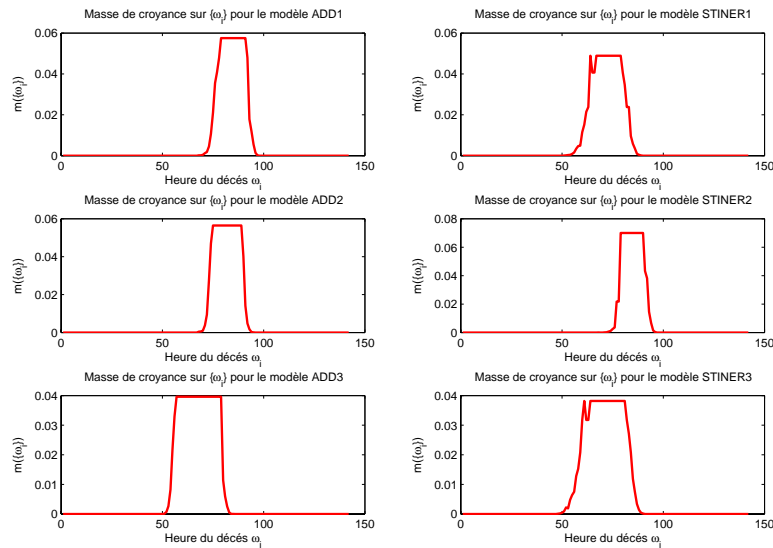 Masse de croyance sur {ωi} pour le modèle ADD1
0.06
0.04
0.02
0
m({ωi})
0 50 100 150
Heure du décés ωi
Masse de croyance sur {ωi} pour le modèle STINER1
0.06
0.04
0.02
0
m({ωi})
0 50 100 150
Heure du décés ωi
Masse de croyance sur {ωi} pour le modèle ADD2
0.06
0.04
0.02
0
m({ωi})
0 50 100 150
Heure du décés ωi
Masse de croyance sur {ωi} pour le modèle STINER2
0.08
0.06
0.04
0.02
0
m({ωi})
0 50 100 150
Heure du décés ωi
Masse de croyance sur {ωi} pour le modèle ADD3
0.04
0.03
0.02
0.01
0
m({ωi})
0 50 100 150
Heure du décés ωi
Masse de croyance sur {ωi} pour le modèle STINER3
0.04
0.03
0.02
0.01
0
m({ωi})
0 50 100 150
Heure du décés ωi